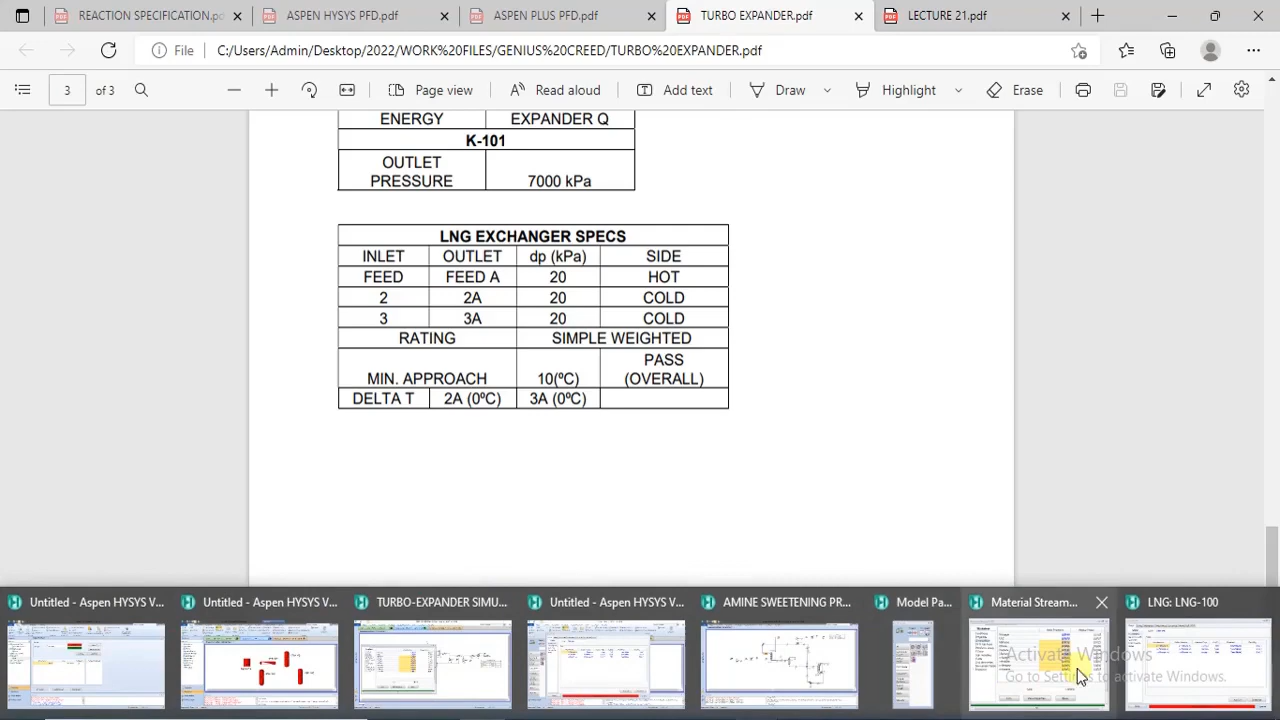 REACTION SPECIFICATION.pd
ASPEN HYSYS PFD.pdf
ASPEN PLUS PFD.pdf
TURBO EXPANDER.pdf
LECTURE 21.pdf
File
C:/Users/Admin/Desktop/2022/WORK%20FILES/GENIUS%20CREED/TURBO%20EXPANDER.pdf
3 of 3
Page view
Read aloud
Add text
Draw
Highlight
Erase
ENERGY EXPANDER Q
K-101
OUTLET
PRESSURE 7000 kPa
LNG EXCHANGER SPECS
INLET OUTLET dp (kPa) SIDE
FEED FEED A 20 HOT
2 2A 20 COLD
3 3A 20 COLD
RATING SIMPLE WEIGHTED
PASS
MIN. APPROACH 10(ºC) (OVERALL)
DELTA T 2A (0ºC) 3A (0ºC)
Untitled - Aspen HYSYS V...
Untitled - Aspen HYSYS V...
TURBO-EXPANDER SIMU...
Untitled - Aspen HYSYS V...
AMINE SWEETENING PR...
Model Pa...
Material Stream...
LNG: LNG-100
Activate Windows
Go to Settings to activate Windows.